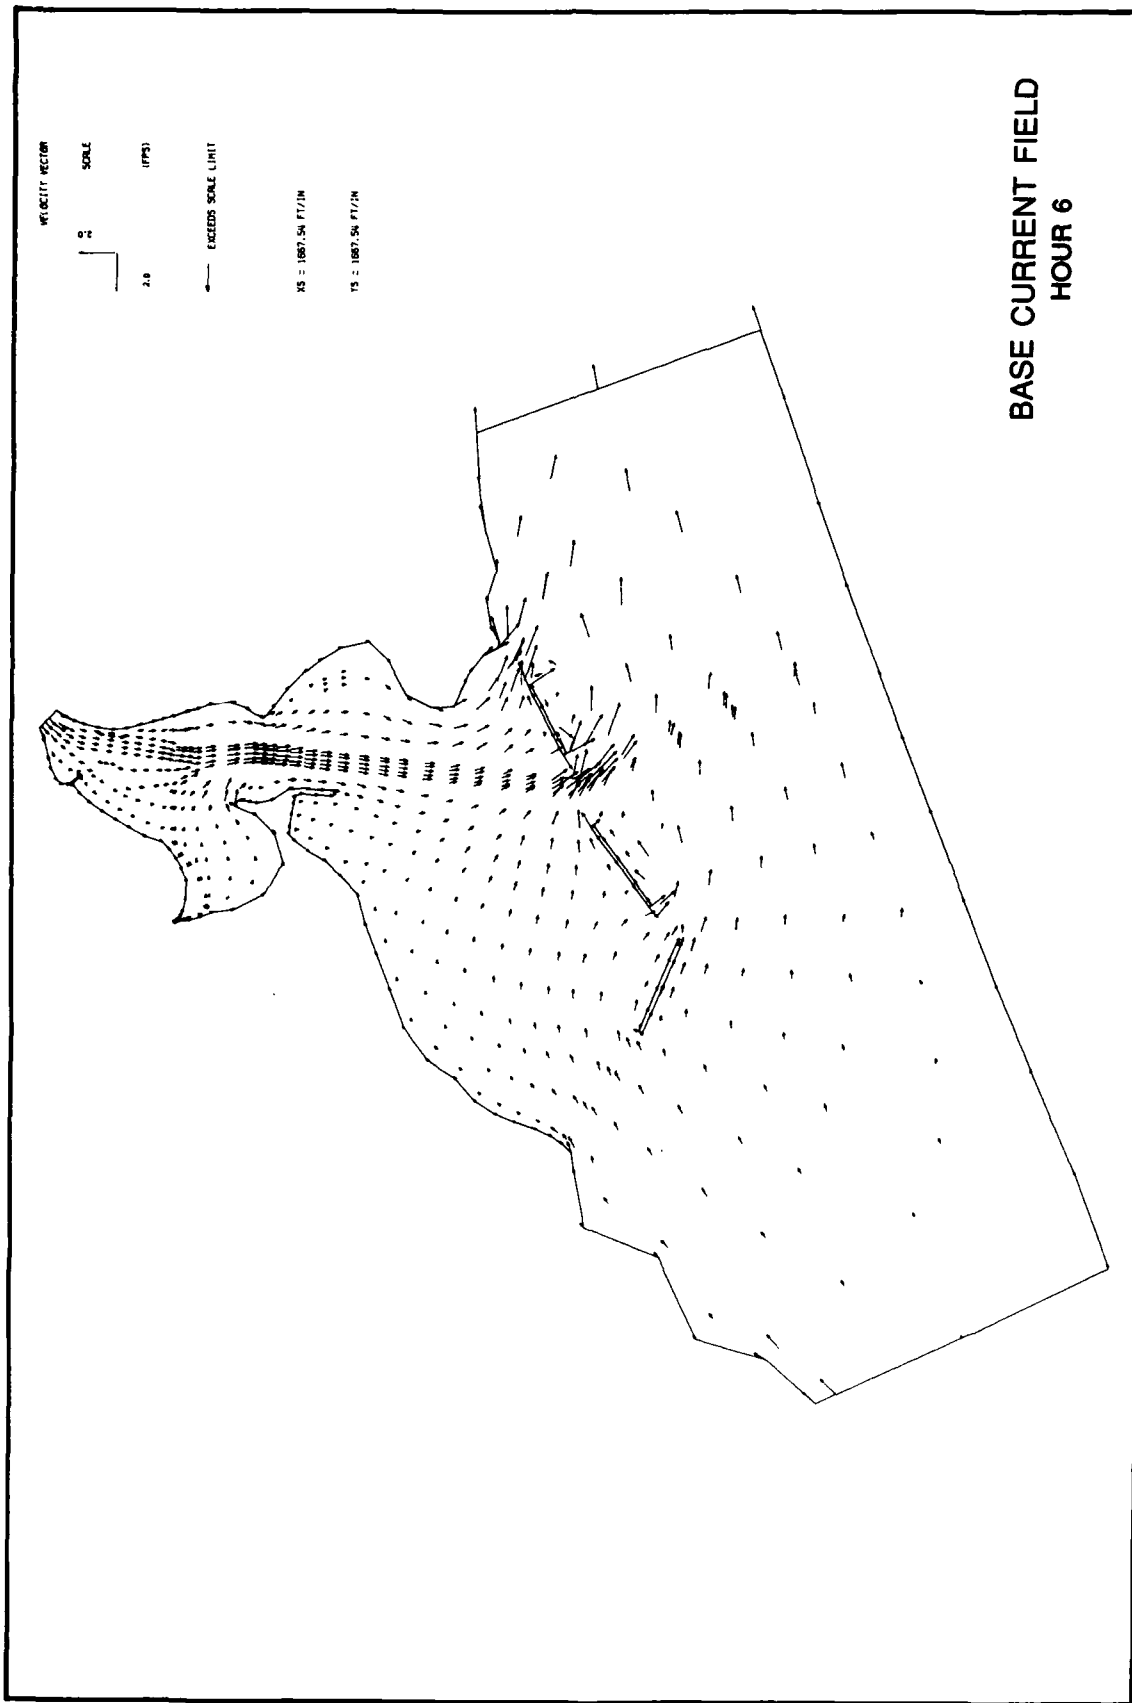 VELOCITY VECTOR
SCALE
2.0
2.0 (FPS)
EXCEEDS SCALE LIMIT
XS = 1667.54 FT/IN
YS = 1667.54 FT/IN
BASE CURRENT FIELD
HOUR 6